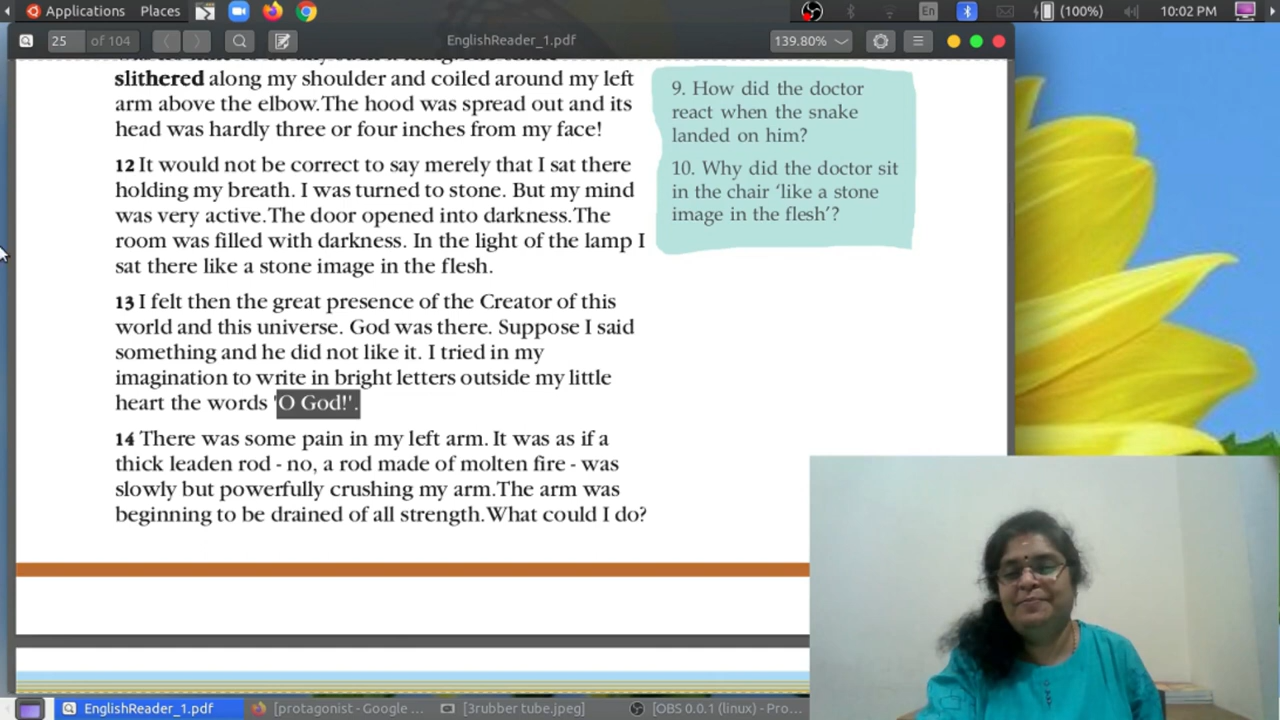 Applications Places En (100%) 10:02 PM
25 of 104 EnglishReader_1.pdf 139.80%
slithered along my shoulder and coiled around my left
arm above the elbow.The hood was spread out and its
head was hardly three or four inches from my face!
12 It would not be correct to say merely that I sat there
holding my breath. I was turned to stone. But my mind
was very active.The door opened into darkness.The
room was filled with darkness. In the light of the lamp I
sat there like a stone image in the flesh.
13 I felt then the great presence of the Creator of this
world and this universe. God was there. Suppose I said
something and he did not like it. I tried in my
imagination to write in bright letters outside my little
heart the words 'O God!'.
14 There was some pain in my left arm. It was as if a
thick leaden rod - no, a rod made of molten fire - was
slowly but powerfully crushing my arm.The arm was
beginning to be drained of all strength.What could I do?
9. How did the doctor
react when the snake
landed on him?
10. Why did the doctor sit
in the chair ‘like a stone
image in the flesh’?
EnglishReader_1.pdf [protagonist - Google ... [3rubber tube.jpeg] [OBS 0.0.1 (linux) - Pro...